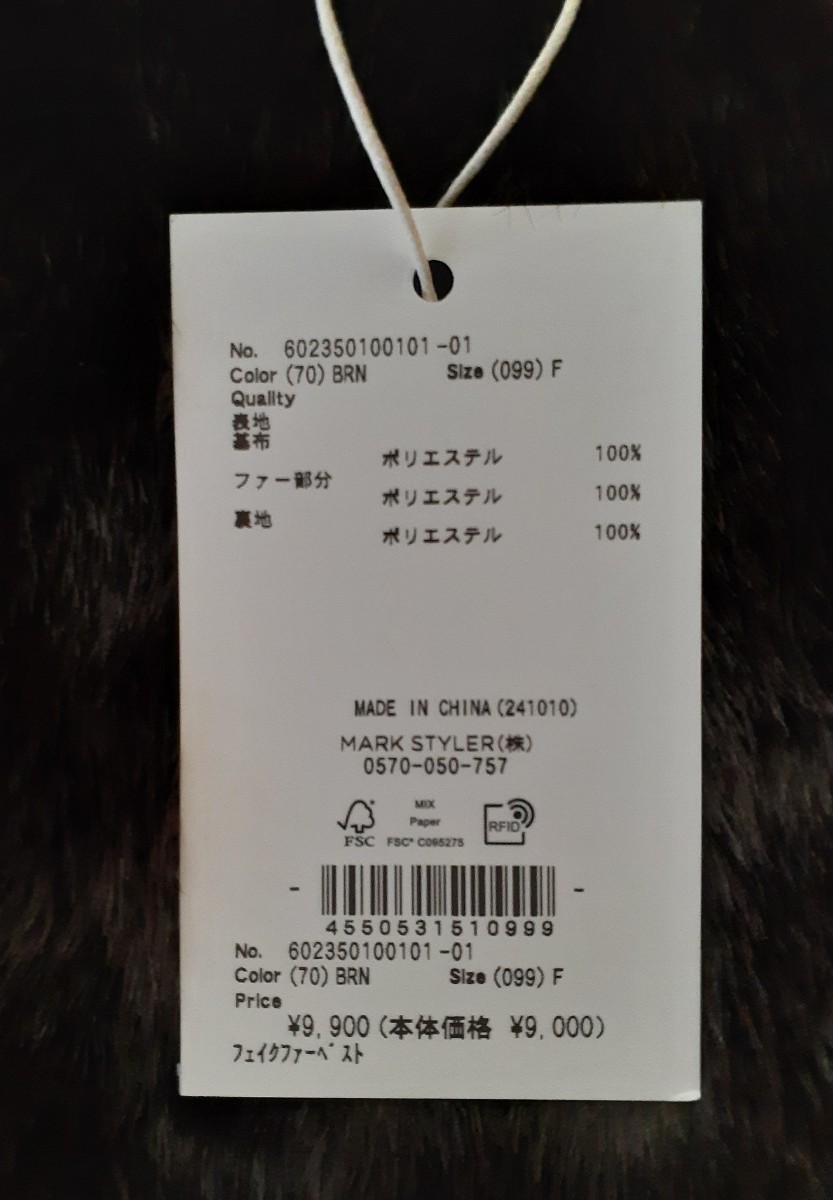 No. 602350100101-01
Color (70) BRN Size (099) F
Quality
表地
基布
ポリエステル 100%
ファー部分
ポリエステル 100%
裏地
ポリエステル 100%
MADE IN CHINA (241010)
MARK STYLER(株)
0570-050-757
MIX
Paper
FSC FSC® C095275
RFID
- -
4550531510999
No. 602350100101-01
Color (70) BRN Size (099) F
Price
¥9,900 (本体価格 ¥9,000)
ﾌｪｲｸﾌｧｰﾍﾞｽﾄ